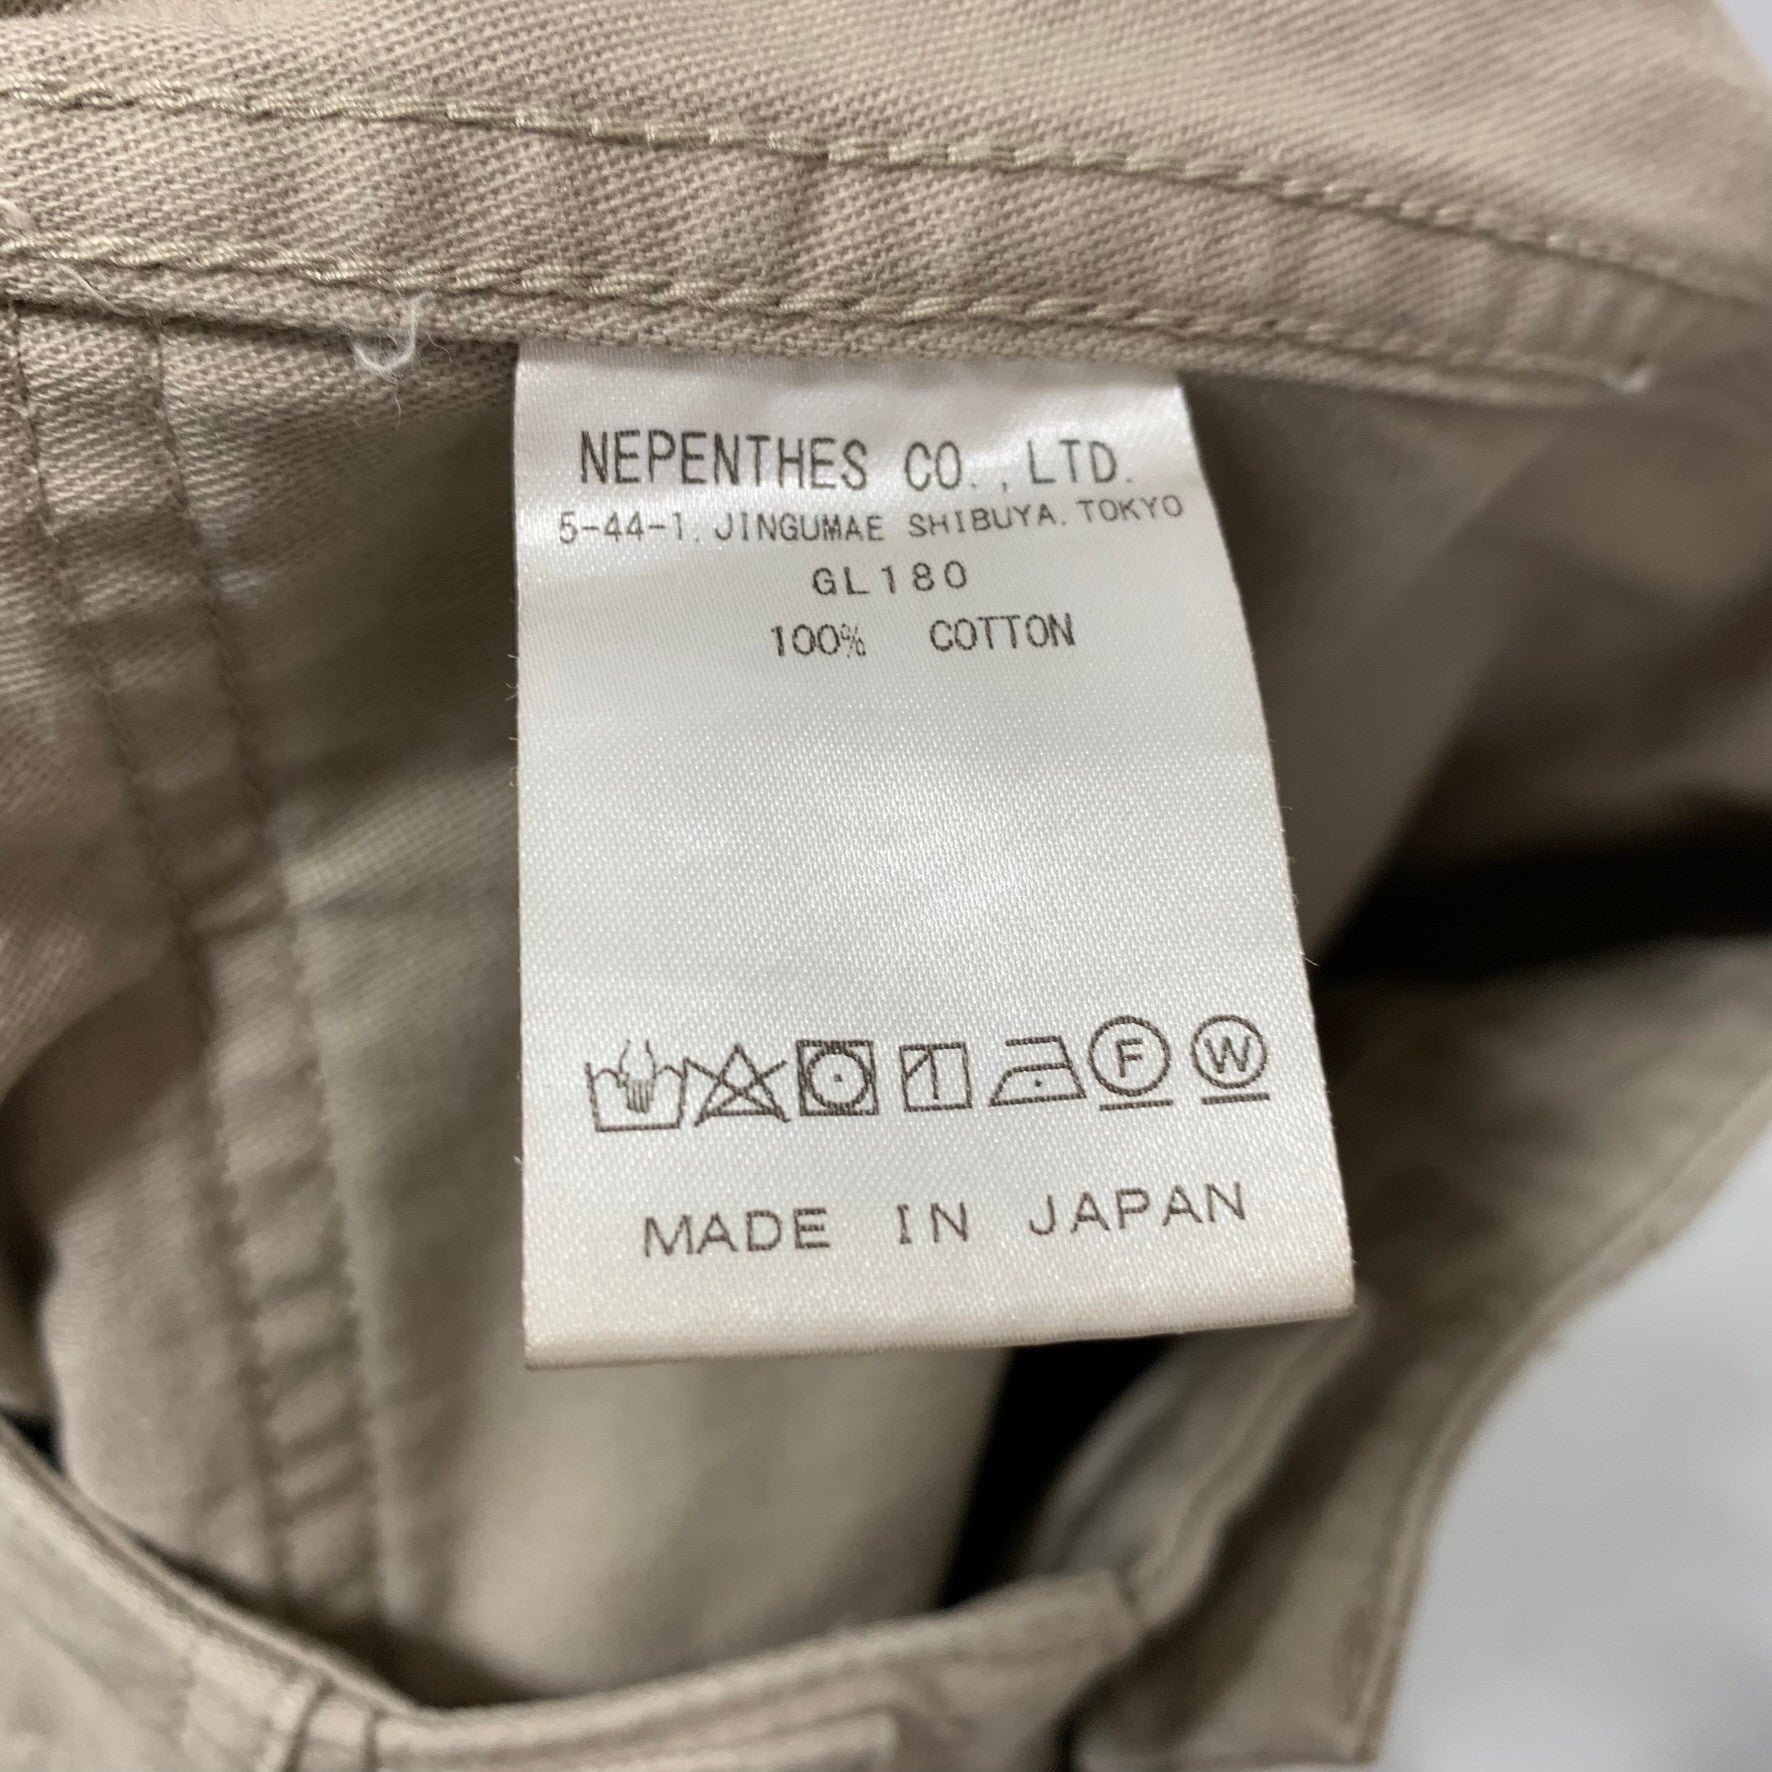 NEPENTHES CO., LTD.
5-44-1, JINGUMAE SHIBUYA, TOKYO
GL180
100% COTTON
F W
MADE IN JAPAN